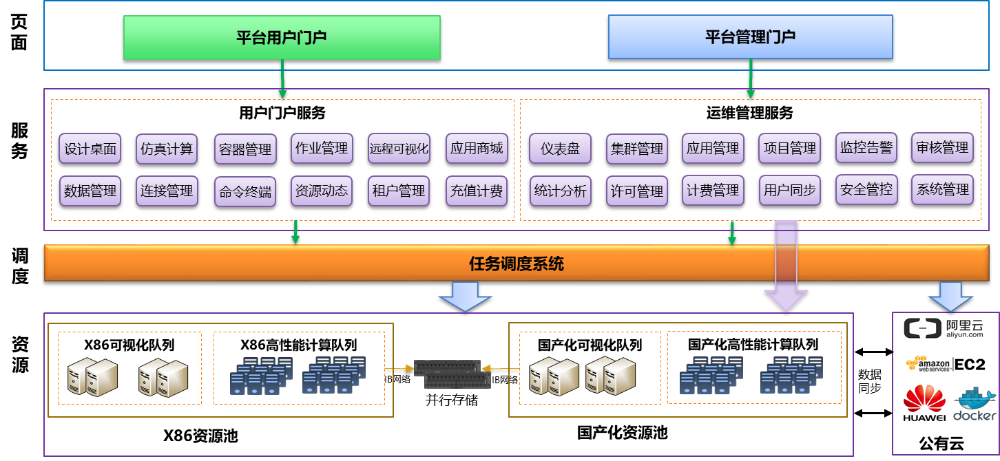 页面
平台用户门户
平台管理门户
服务
用户门户服务
设计桌面
仿真计算
容器管理
作业管理
远程可视化
应用商城
数据管理
连接管理
命令终端
资源动态
租户管理
充值计费
运维管理服务
仪表盘
集群管理
应用管理
项目管理
监控告警
审核管理
统计分析
许可管理
计费管理
用户同步
安全管控
系统管理
调度
任务调度系统
资源
X86可视化队列
X86高性能计算队列
IB网络
并行存储
IB网络
国产化可视化队列
国产化高性能计算队列
X86资源池
国产化资源池
数据
同步
阿里云
aliyun.com
amazon
webservices
EC2
HUAWEI
docker
公有云